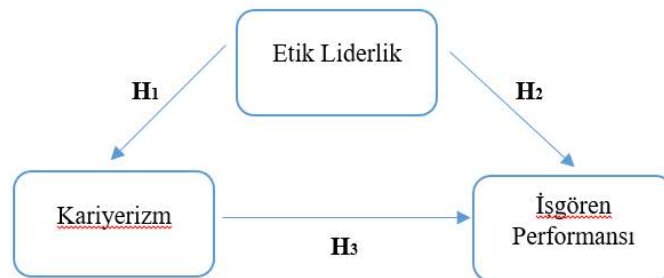 Etik Liderlik
H1
H2
Kariyerizm
H3
İşgören
Performansı